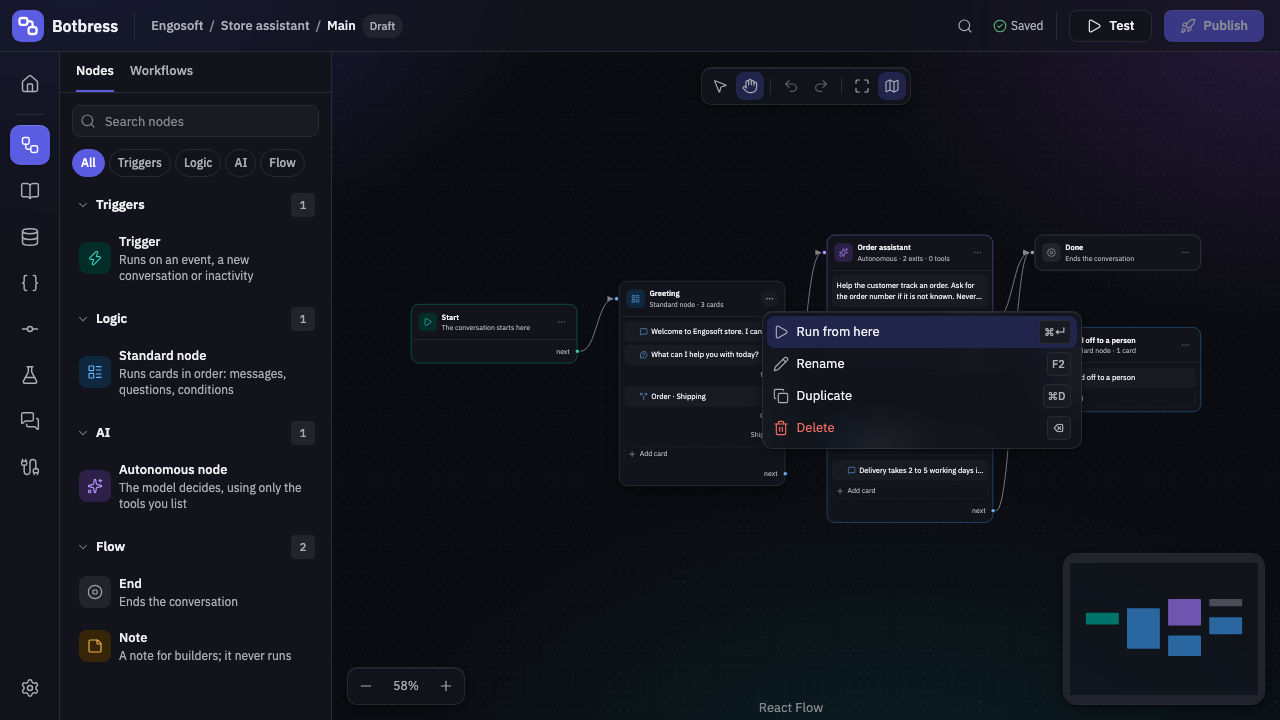 Botbress
Engosoft / Store assistant / Main Draft
Saved
Test
Publish
Nodes
Workflows
Search nodes
All
Triggers
Logic
AI
Flow
Triggers 1
Trigger
Runs on an event, a new
conversation or inactivity
Logic 1
Standard node
Runs cards in order: messages,
questions, conditions
AI 1
Autonomous node
The model decides, using only the
tools you list
Flow 2
End
Ends the conversation
Note
A note for builders; it never runs
Start
The conversation starts here
next
Greeting
Standard node · 3 cards
Welcome to Engosoft store. I can
What can I help you with today?
Order · Shipping
Add card
next
Order assistant
Autonomous · 2 exits · 0 tools
Help the customer track an order. Ask for
the order number if it is not known. Never...
Done
Ends the conversation
d off to a person
dard node · 1 card
d off to a person
Run from here ⌘↵
Rename F2
Duplicate ⌘D
Delete ⌫
Delivery takes 2 to 5 working days i...
Add card
next
58%
React Flow